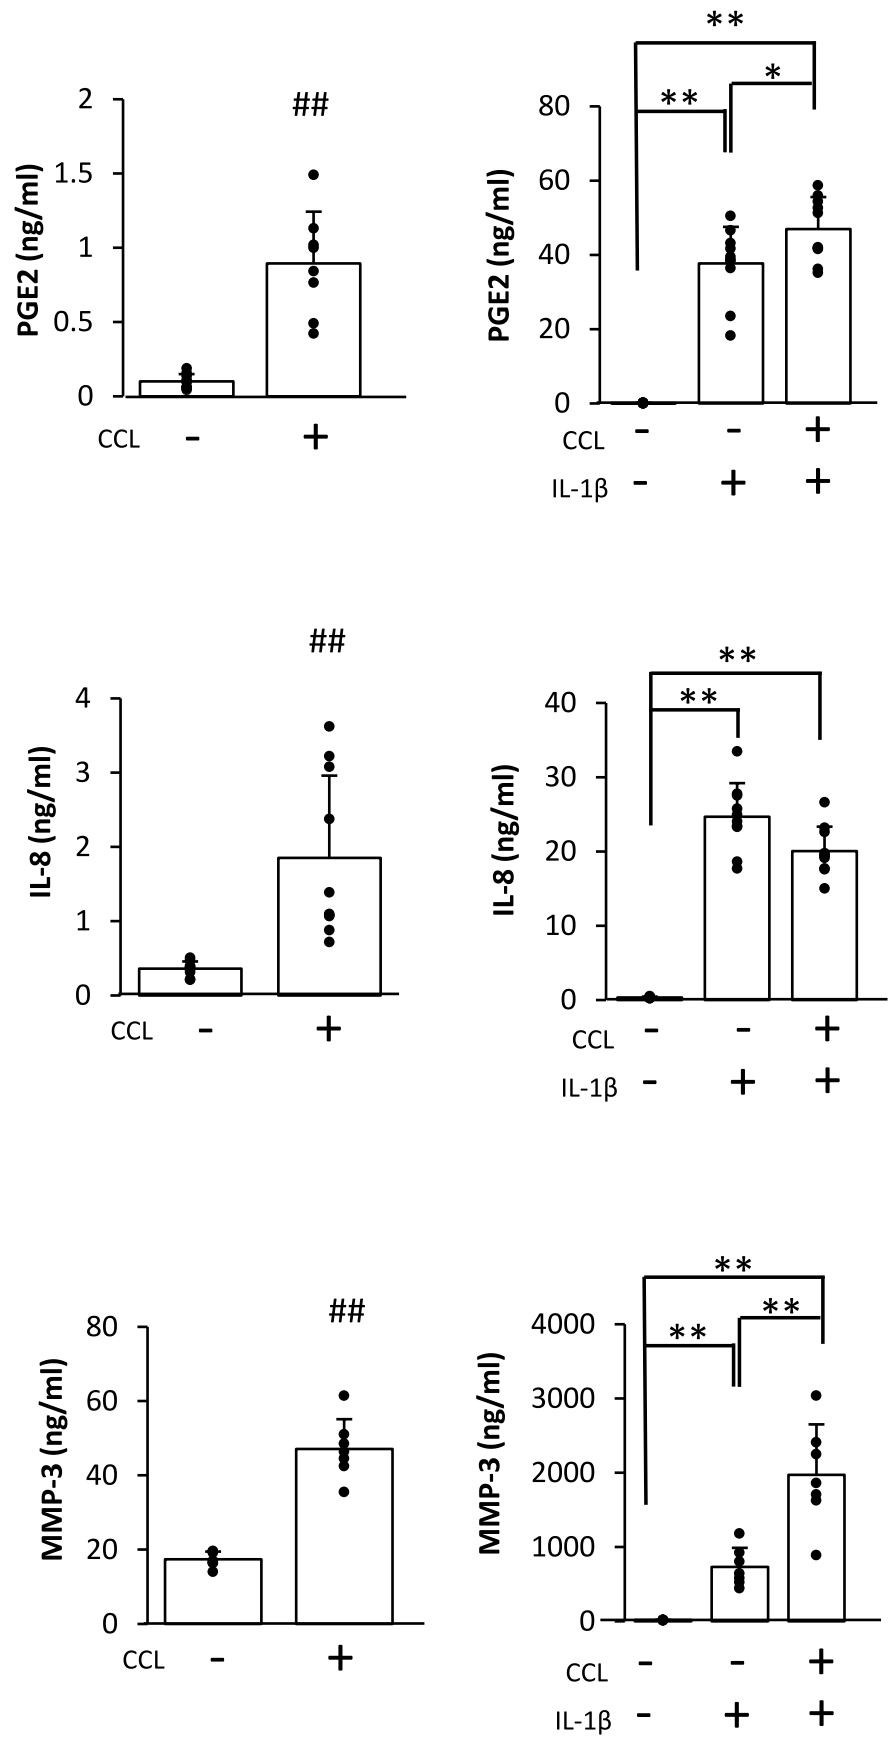 ##
2
1.5
1
0.5
0
PGE2 (ng/ml)
CCL - +
**
*
**
80
60
40
20
0
PGE2 (ng/ml)
CCL - - +
IL-1β - + +
##
4
3
2
1
0
IL-8 (ng/ml)
CCL - +
**
**
40
30
20
10
0
IL-8 (ng/ml)
CCL - - +
IL-1β - + +
##
80
60
40
20
0
MMP-3 (ng/ml)
CCL - +
**
**
**
4000
3000
2000
1000
0
MMP-3 (ng/ml)
CCL - - +
IL-1β - + +